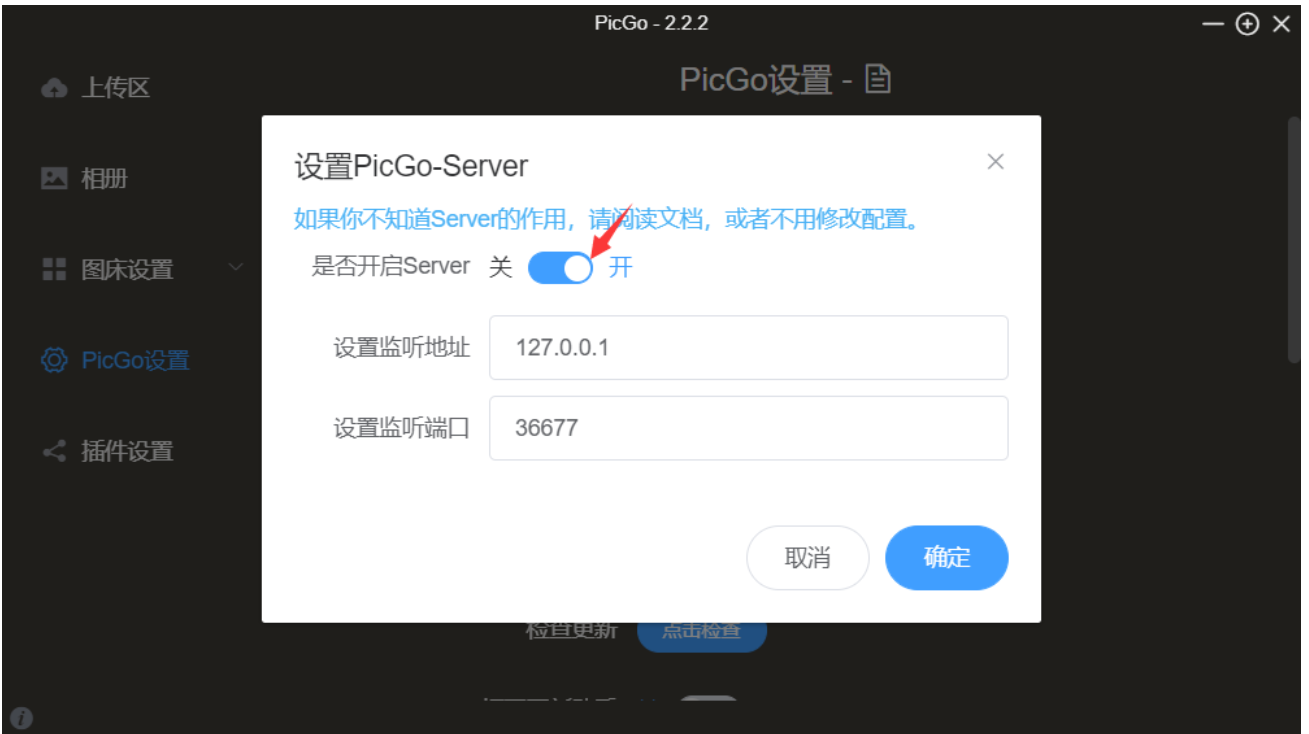 PicGo - 2.2.2
上传区
PicGo设置 -
相册
图床设置
PicGo设置
插件设置
设置PicGo-Server
如果你不知道Server的作用，请阅读文档，或者不用修改配置。
是否开启Server 关 开
设置监听地址 127.0.0.1
设置监听端口 36677
取消 确定
检查更新 点击检查